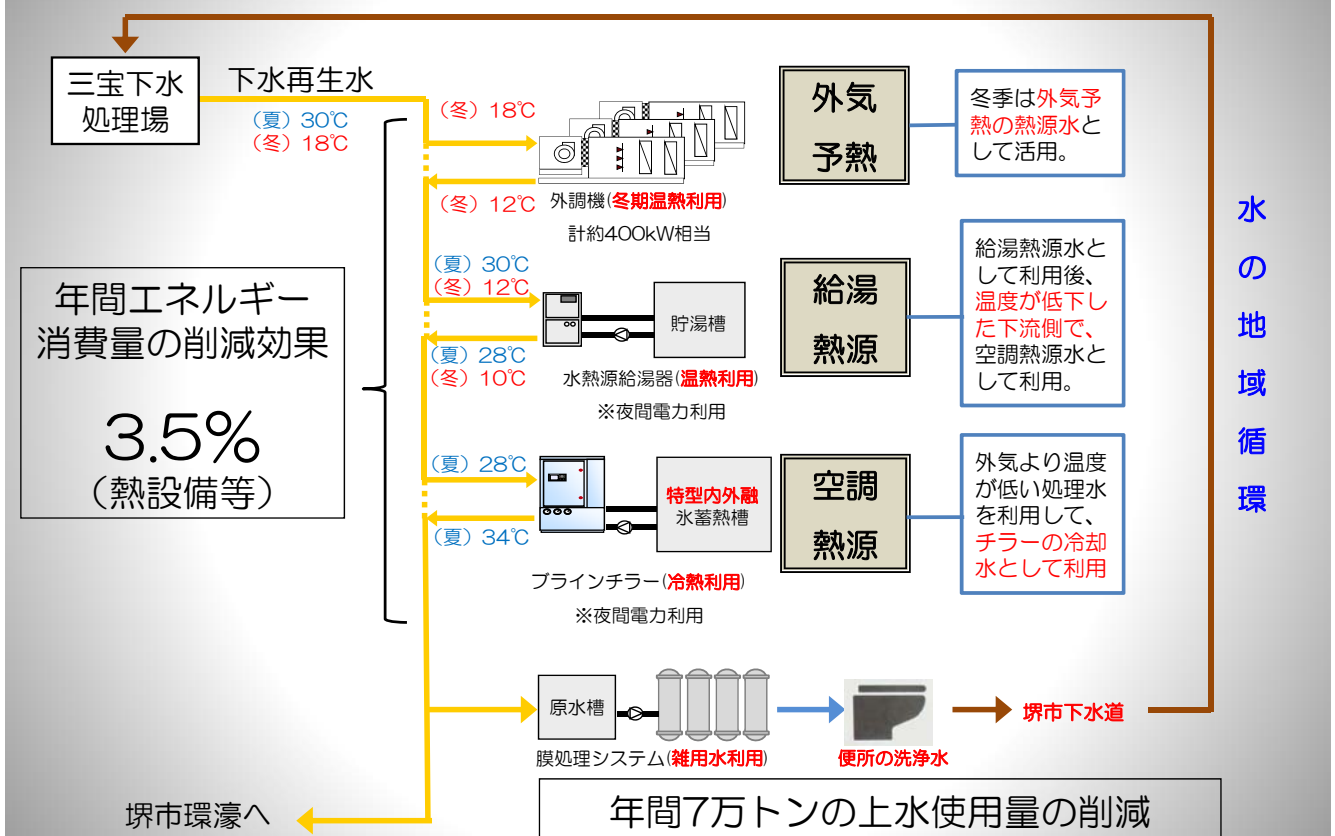 三宝下水
処理場
下水再生水
(夏) 30℃
(冬) 18℃
(冬) 18℃
(冬) 12℃
外調機(冬期温熱利用)
計約400kW相当
外気
予熱
冬季は外気予
熱の熱源水と
して活用。
年間エネルギー
消費量の削減効果
3.5%
(熱設備等)
(夏) 30℃
(冬) 12℃
(夏) 28℃
(冬) 10℃
貯湯槽
水熱源給湯器(温熱利用)
※夜間電力利用
給湯
熱源
給湯熱源水と
して利用後、
温度が低下し
た下流側で、
空調熱源水と
して利用。
(夏) 28℃
(夏) 34℃
特型内外融
氷蓄熱槽
ブラインチラー(冷熱利用)
※夜間電力利用
空調
熱源
外気より温度
が低い処理水
を利用して、
チラーの冷却
水として利用
水の地域循環
原水槽
膜処理システム(雑用水利用)
便所の洗浄水
堺市下水道
堺市環濠へ
年間7万トンの上水使用量の削減